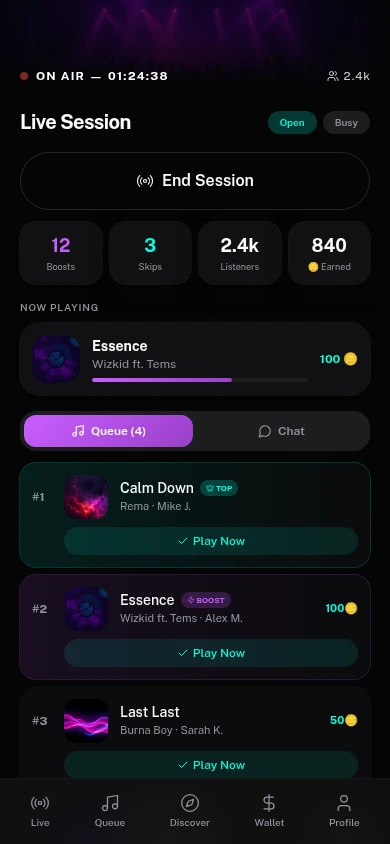 ON AIR — 01:24:38 2.4k
Live Session Open Busy
End Session
12 3 2.4k 840
Boosts Skips Listeners 🪙 Earned
NOW PLAYING
Essence
Wizkid ft. Tems
100 🪙
Queue (4) Chat
#1 Calm Down TOP
Rema · Mike J.
Play Now
#2 Essence BOOST 100🪙
Wizkid ft. Tems · Alex M.
Play Now
#3 Last Last 50🪙
Burna Boy · Sarah K.
Play Now
Live Queue Discover Wallet Profile